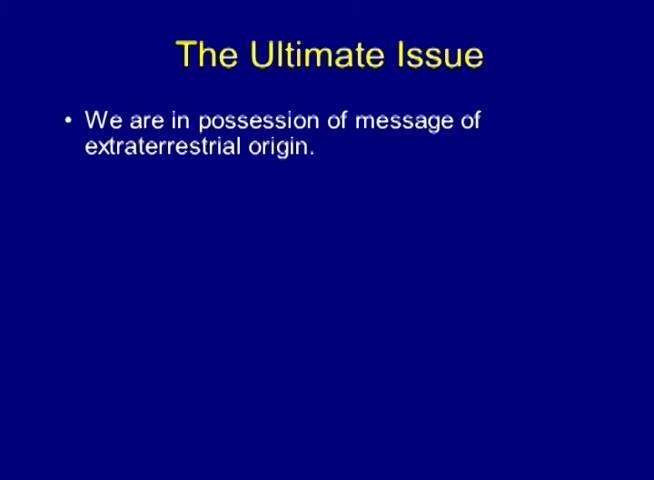 The Ultimate Issue
• We are in possession of message of
extraterrestrial origin.